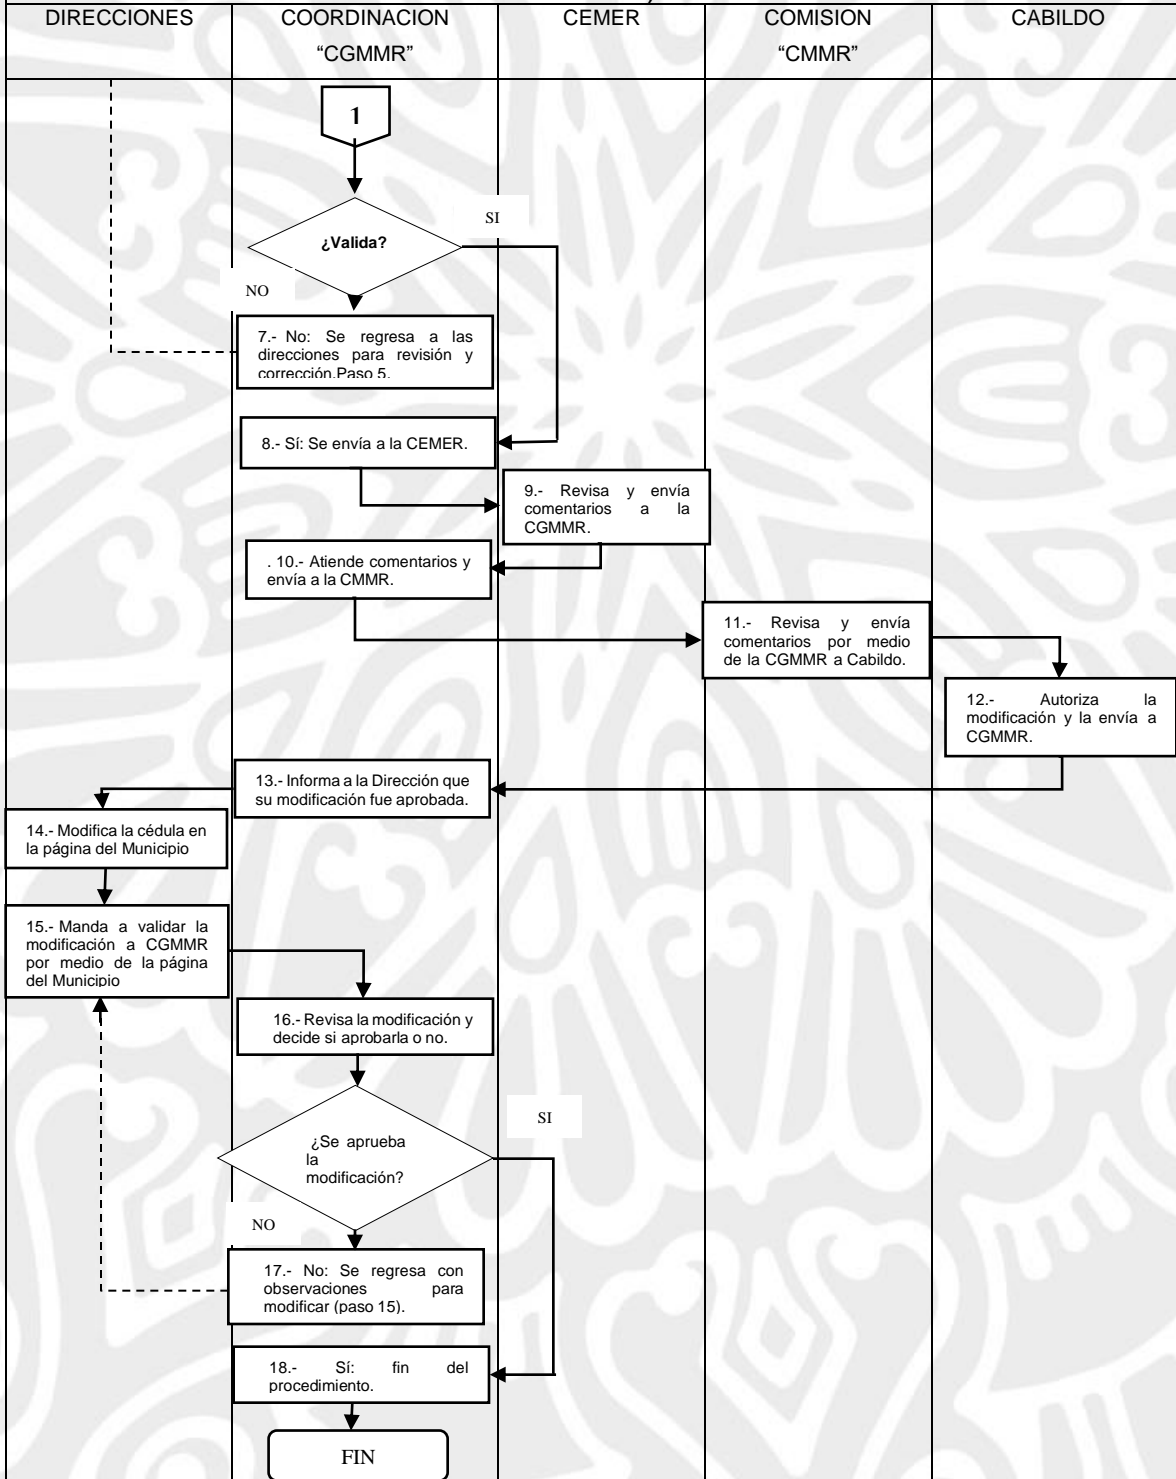 DIRECCIONES
COORDINACION
“CGMMR”
CEMER
COMISION
“CMMR”
CABILDO
1
¿Valida?
SI
NO
7.- No: Se regresa a las
direcciones para revisión y
corrección.Paso 5.
8.- Sí: Se envía a la CEMER.
9.- Revisa y envía
comentarios a la
CGMMR.
. 10.- Atiende comentarios y
envía a la CMMR.
11.- Revisa y envía
comentarios por medio
de la CGMMR a Cabildo.
12.- Autoriza la
modificación y la envía a
CGMMR.
13.- Informa a la Dirección que
su modificación fue aprobada.
14.- Modifica la cédula en
la página del Municipio
15.- Manda a validar la
modificación a CGMMR
por medio de la página
del Municipio
16.- Revisa la modificación y
decide si aprobarla o no.
¿Se aprueba
la
modificación?
SI
NO
17.- No: Se regresa con
observaciones para
modificar (paso 15).
18.- Sí: fin del
procedimiento.
FIN